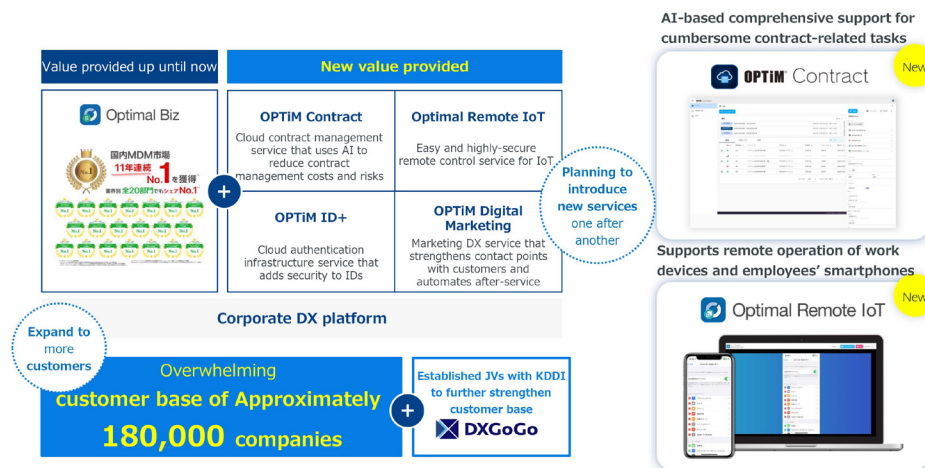 AI-based comprehensive support for
cumbersome contract-related tasks
New
OPTiM Contract
Value provided up until now
New value provided
Optimal Biz
国内MDM市場
11年連続
No.1を獲得
業界別全20部門でもシェアNo.1
OPTiM Contract
Cloud contract management
service that uses AI to
reduce contract
management costs and risks
Optimal Remote IoT
Easy and highly-secure
remote control service for IoT
OPTiM ID+
Cloud authentication
infrastructure service that
adds security to IDs
OPTiM Digital
Marketing
Marketing DX service that
strengthens contact points
with customers and
automates after-service
Planning to
introduce
new services
one after
another
Supports remote operation of work
devices and employees’ smartphones
New
Optimal Remote IoT
Corporate DX platform
Expand to
more
customers
Overwhelming
customer base of Approximately
180,000 companies
Established JVs with KDDI
to further strengthen
customer base
DXGoGo